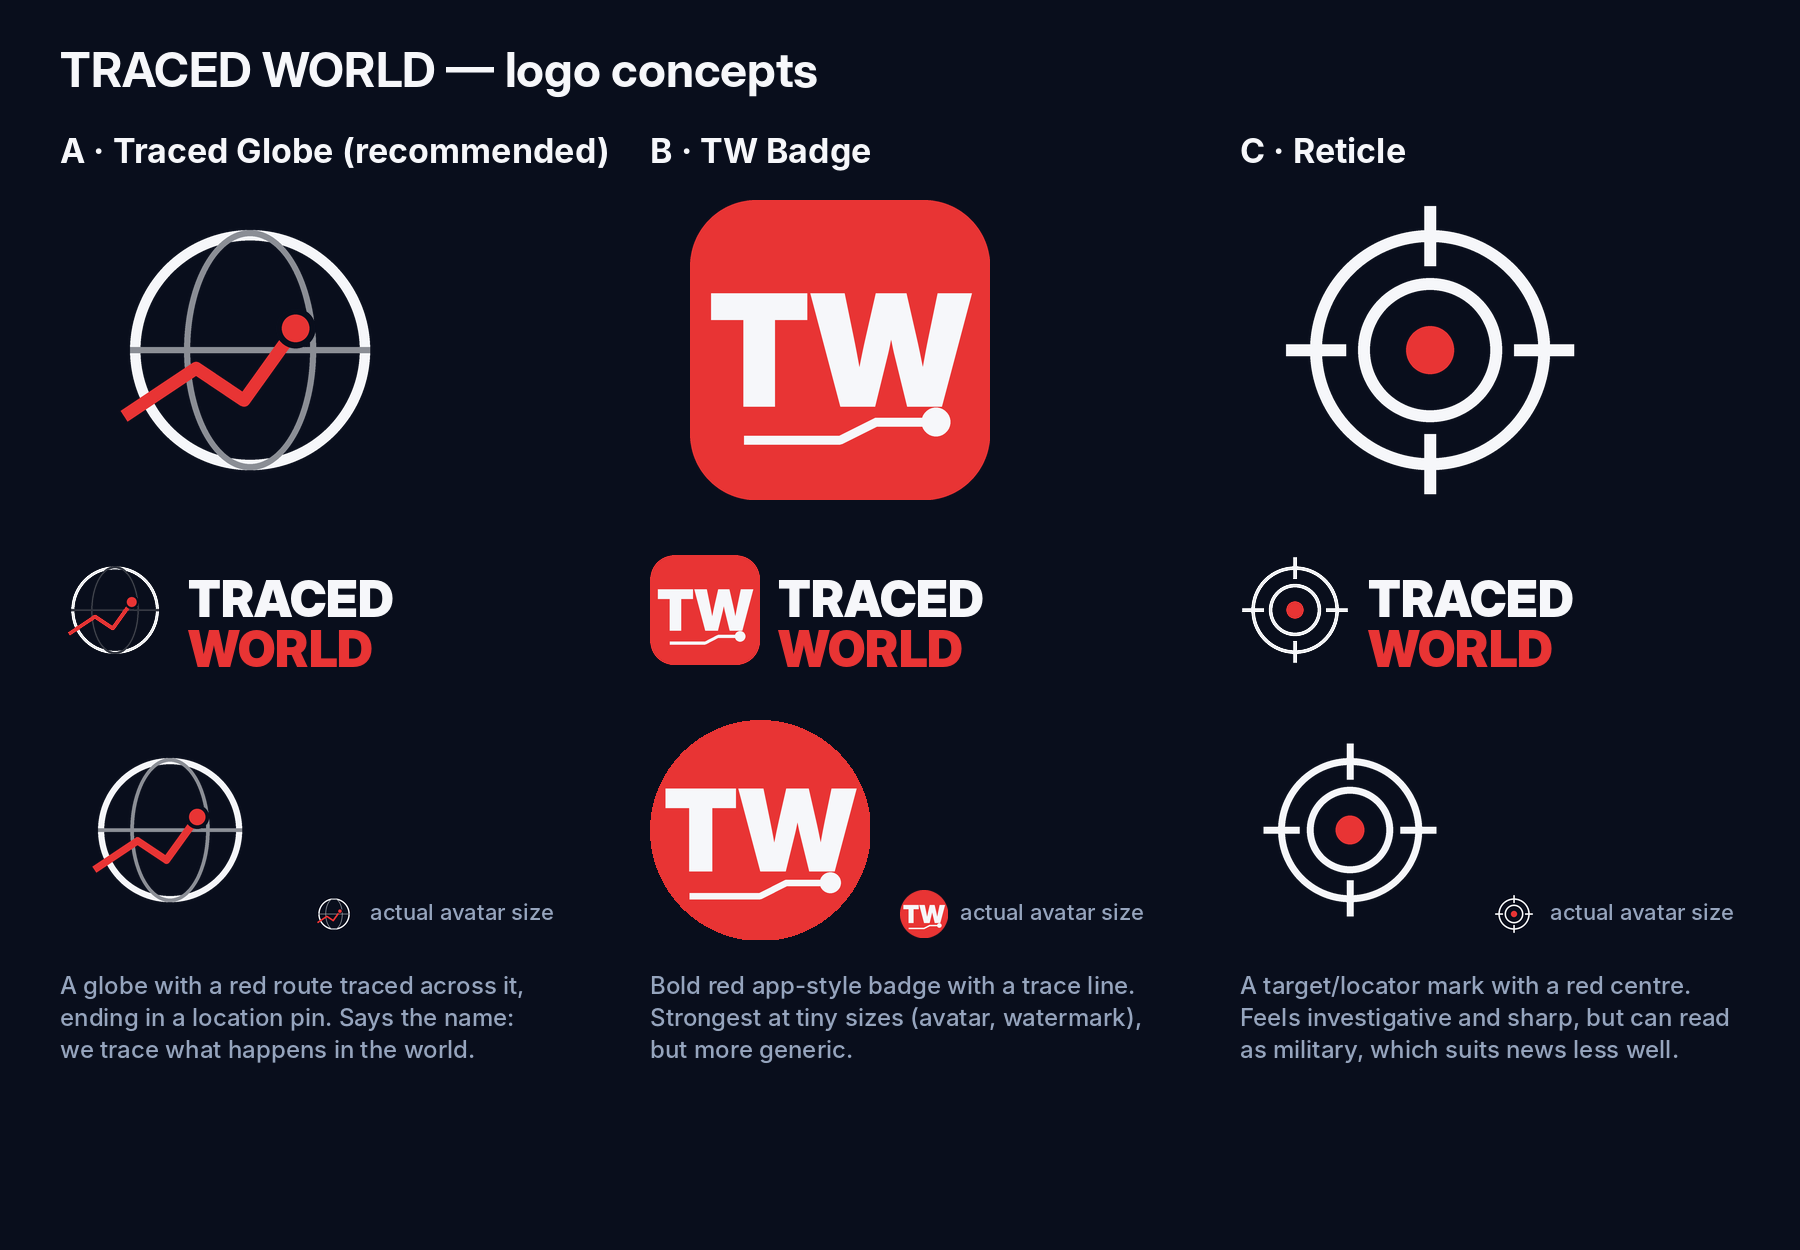 TRACED WORLD — logo concepts
A · Traced Globe (recommended)
B · TW Badge
C · Reticle
TW
TRACED
WORLD
TW
TRACED
WORLD
TRACED
WORLD
TW
actual avatar size
TW
actual avatar size
actual avatar size
A globe with a red route traced across it,
ending in a location pin. Says the name:
we trace what happens in the world.
Bold red app-style badge with a trace line.
Strongest at tiny sizes (avatar, watermark),
but more generic.
A target/locator mark with a red centre.
Feels investigative and sharp, but can read
as military, which suits news less well.